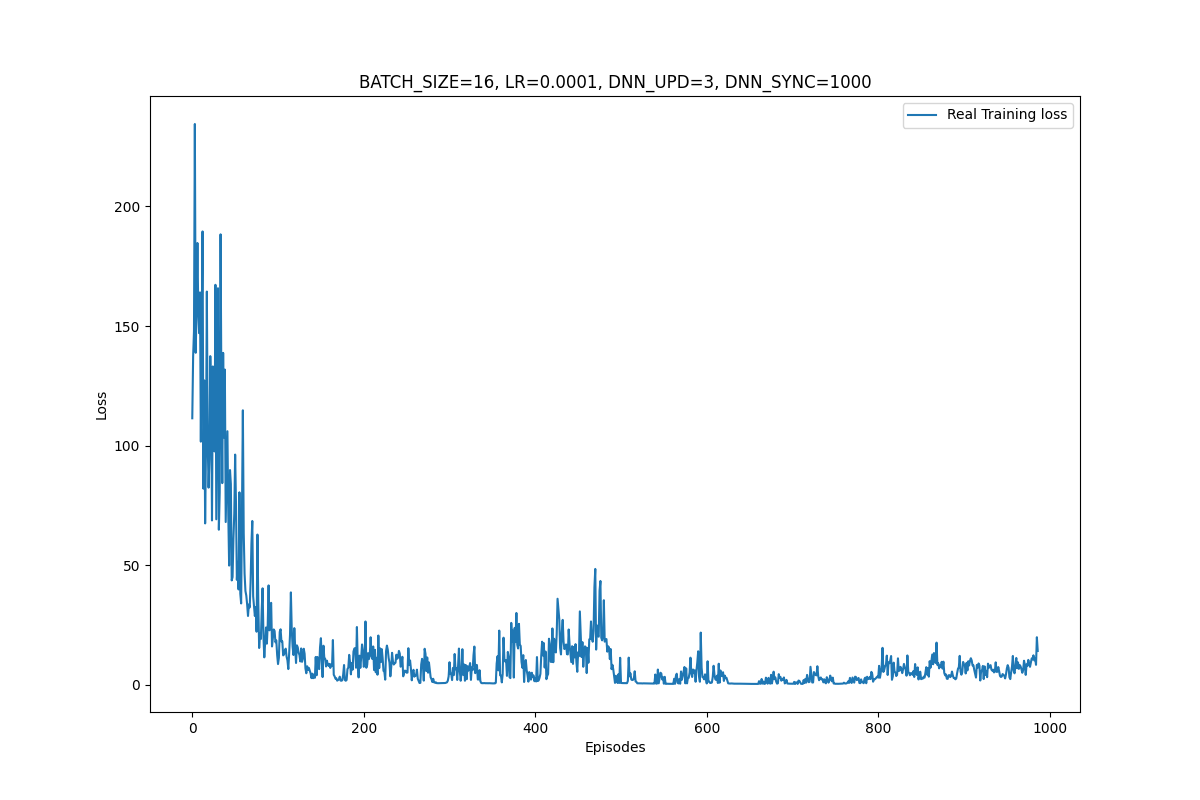 BATCH_SIZE=16, LR=0.0001, DNN_UPD=3, DNN_SYNC=1000
Real Training loss
200
150
100
50
0
Loss
0 200 400 600 800 1000
Episodes